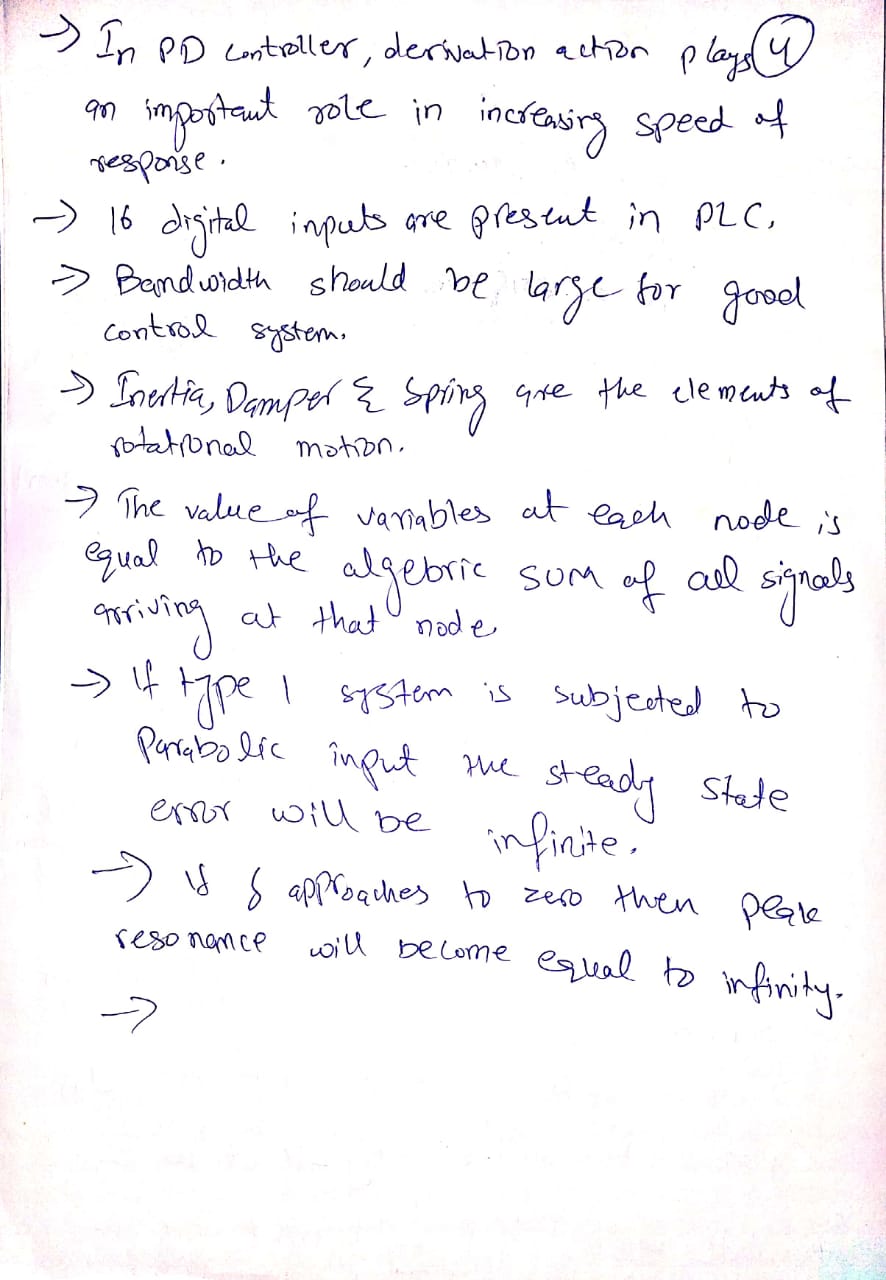 → In PD controller, derivation action plays 4
an important role in increasing speed of
response.
→ 16 digital inputs are present in PLC,
→ Bandwidth should be large for good
control system.
→ Inertia, Damper & Spring are the elements of
rotational motion.
→ The value of variables at each node is
equal to the algebric sum of all signals
arriving at that node
→ If type 1 system is subjected to
Parabolic input the steady state
error will be infinite.
→ If δ approaches to zero then peak
resonance will become equal to infinity.
→